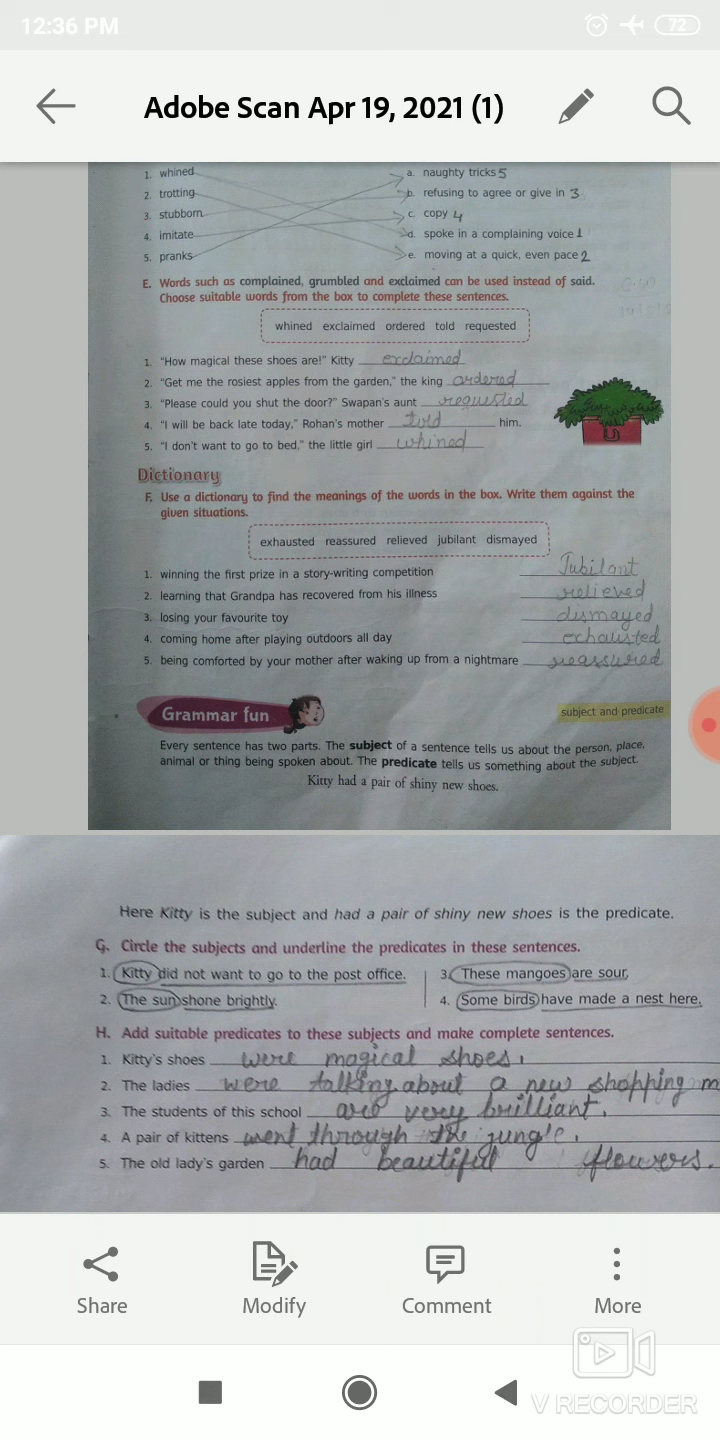 12:36 PM 72
Adobe Scan Apr 19, 2021 (1)
1. whined a. naughty tricks 5
2. trotting b. refusing to agree or give in 3
3. stubborn c. copy 4
4. imitate d. spoke in a complaining voice 1
5. pranks e. moving at a quick, even pace 2
E. Words such as complained, grumbled and exclaimed can be used instead of said.
Choose suitable words from the box to complete these sentences.
whined exclaimed ordered told requested
1. "How magical these shoes are!" Kitty exclaimed
2. "Get me the rosiest apples from the garden," the king ordered
3. "Please could you shut the door?" Swapan's aunt requested
4. "I will be back late today," Rohan's mother told him.
5. "I don't want to go to bed," the little girl whined
Dictionary
F. Use a dictionary to find the meanings of the words in the box. Write them against the
given situations.
exhausted reassured relieved jubilant dismayed
1. winning the first prize in a story-writing competition Jubilant
2. learning that Grandpa has recovered from his illness relieved
3. losing your favourite toy dismayed
4. coming home after playing outdoors all day exhausted
5. being comforted by your mother after waking up from a nightmare reassured
Grammar fun subject and predicate
Every sentence has two parts. The subject of a sentence tells us about the person, place,
animal or thing being spoken about. The predicate tells us something about the subject.
Kitty had a pair of shiny new shoes.
Here Kitty is the subject and had a pair of shiny new shoes is the predicate.
G. Circle the subjects and underline the predicates in these sentences.
1. Kitty did not want to go to the post office. 3. These mangoes are sour.
2. The sun shone brightly. 4. Some birds have made a nest here.
H. Add suitable predicates to these subjects and make complete sentences.
1. Kitty's shoes were magical shoes.
2. The ladies were talking about a new shopping m
3. The students of this school are very brilliant.
4. A pair of kittens went through the jungle.
5. The old lady's garden had beautiful flowers.
Share Modify Comment More
V RECORDER